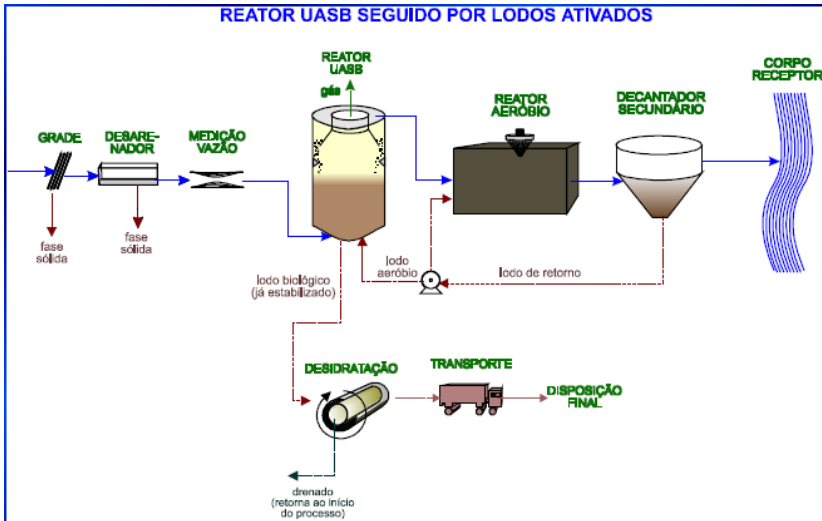 REATOR UASB SEGUIDO POR LODOS ATIVADOS
REATOR
UASB
gás
GRADE
DESARE-
NADOR
MEDIÇÃO
VAZÃO
REATOR
AERÓBIO
DECANTADOR
SECUNDÁRIO
CORPO
RECEPTOR
fase
sólida
fase
sólida
lodo biológico
(já estabilizado)
lodo
aeróbio
lodo de retorno
DESIDRATAÇÃO
TRANSPORTE
DISPOSIÇÃO
FINAL
drenado
(retorna ao início
do processo)